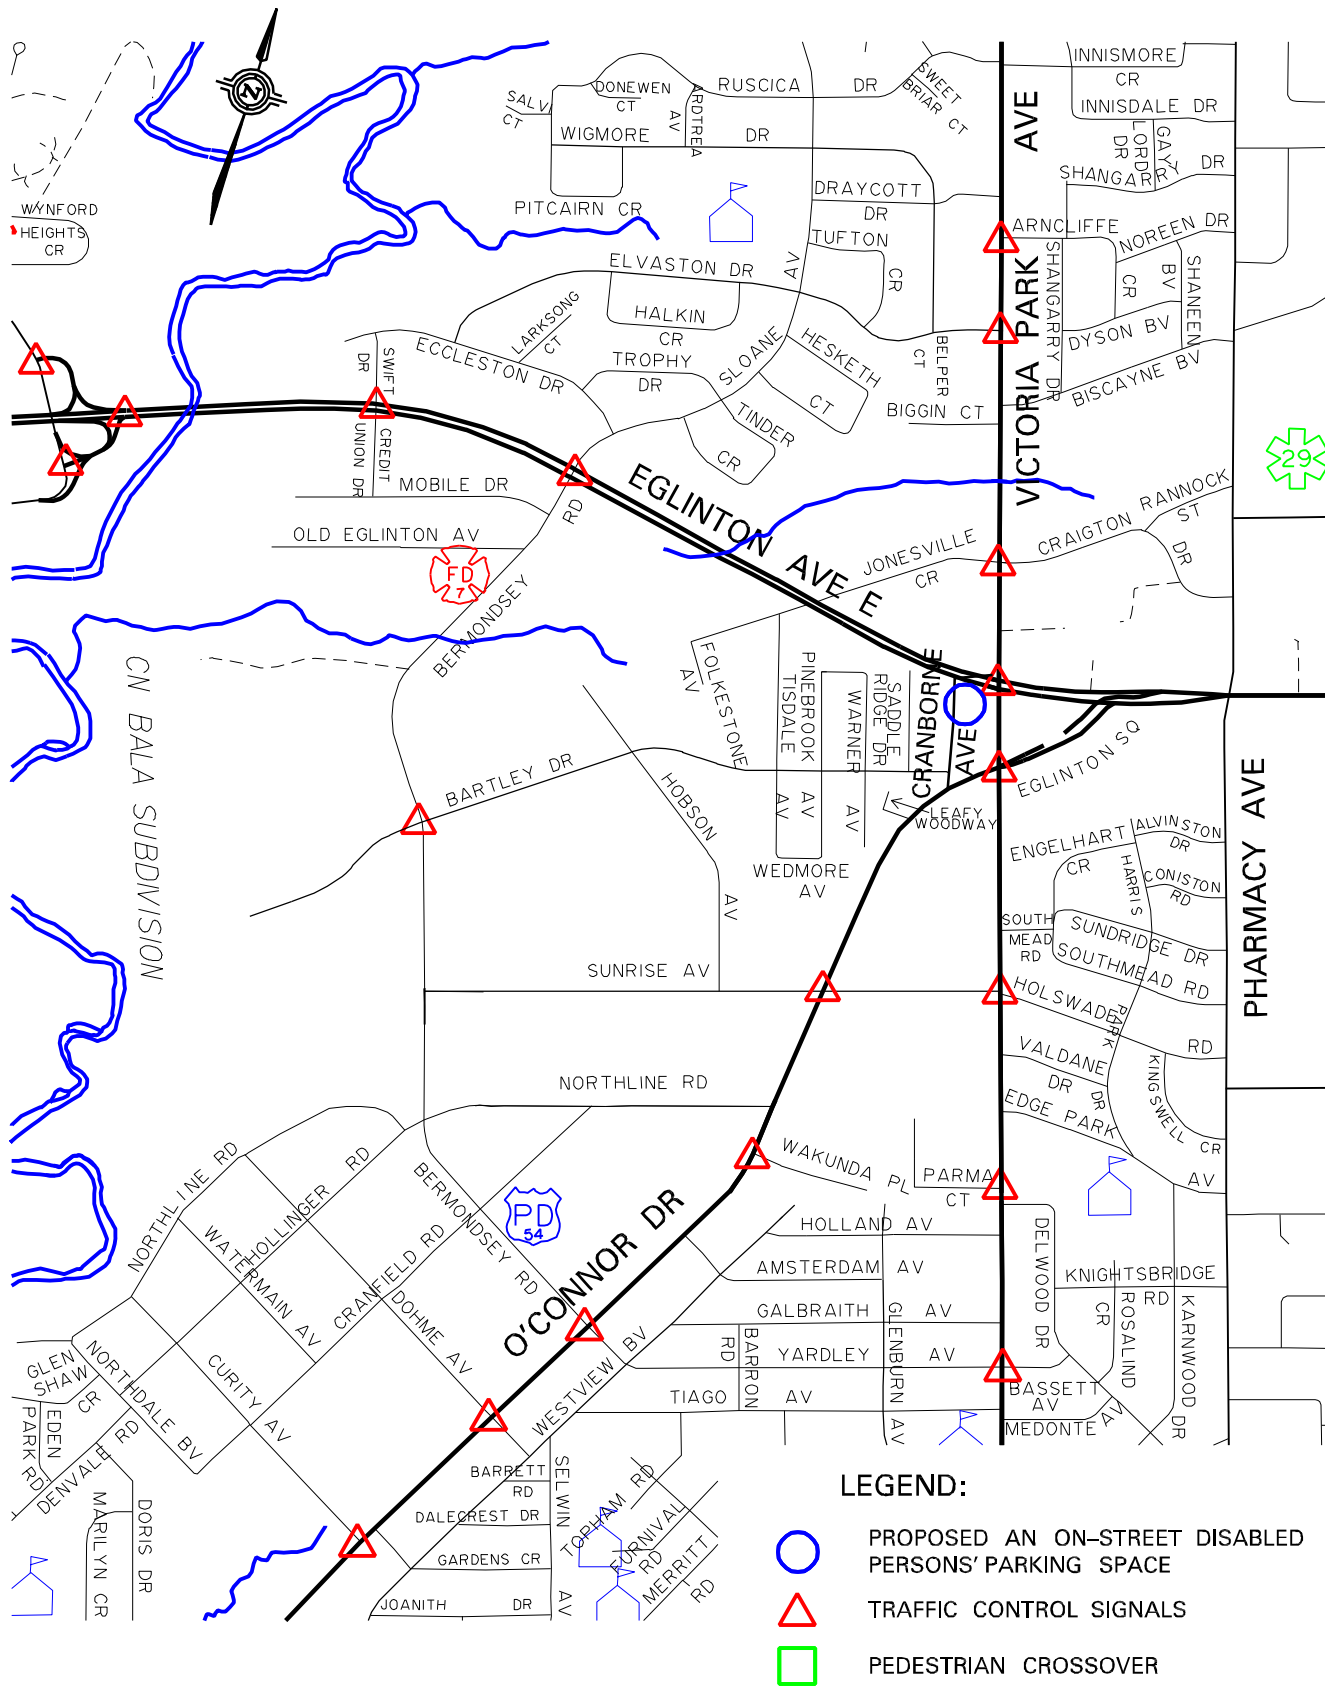 INNISMORE
CR
INNISDALE DR
GAY
LORD
DR
SHANGARRY DR
SWEET
BRIAR CT
RUSCICA DR
DONEWEN
CT
ARDTREA
AV
SALVI
CT
WIGMORE DR
PITCAIRN CR
DRAYCOTT
DR
TUFTON
CR
N
WYNFORD
HEIGHTS
CR
ARNCLIFFE
CR
NOREEN DR
SHANEEN
BV
SHANGARRY DR
DYSON BV
BISCAYNE BV
VICTORIA PARK AVE
ELVASTON DR
HALKIN
CR
LARKSONG
CT
ECCLESTON DR
TROPHY
DR
SLOANE AV
HESKETH
CT
TINDER
CR
BELPER
CT
BIGGIN CT
SWIFT
DR
CREDIT
UNION DR
MOBILE DR
OLD EGLINTON AV
FD
7
BERMONDSEY RD
EGLINTON AVE E
29
RANNOCK
ST
CRAIGTON DR
JONESVILLE
CR
CN BALA SUBDIVISION
FOLKESTONE
AV
PINEBROOK AV
TISDALE AV
WARNER AV
SADDLE
RIDGE DR
CRANBORNE
AVE
EGLINTON SQ
LEAFY
WOODWAY
BARTLEY DR
HOBSON AV
WEDMORE
AV
PHARMACY AVE
ENGELHART
CR
ALVINSTON
DR
HARRIS PARK DR
CONISTON
RD
SOUTH
MEAD
RD
SUNDRIDGE DR
SOUTHMEAD RD
HOLSWADE RD
SUNRISE AV
VALDANE
DR
KINGSWELL CR
EDGE PARK AV
NORTHLINE RD
WAKUNDA PL
PARMA
CT
NORTHLINE RD
HOLLINGER RD
BERMONDSEY RD
PD
54
WATERMAIN AV
CRANFIELD RD
DOHME AV
O'CONNOR DR
HOLLAND AV
AMSTERDAM AV
GALBRAITH AV
GLENBURN AV
DELWOOD DR
KNIGHTSBRIDGE
RD
ROSALIND
CR
KARNWOOD DR
WESTVIEW BV
BARRON
RD
YARDLEY AV
TIAGO AV
BASSETT
AV
MEDONTE AV
GLEN
SHAW
CR
NORTHDALE BV
CURITY AV
EDEN
PARK RD
DENVALE RD
MARILYN CR
DORIS DR
BARRETT
RD
SELWIN AV
DALECREST DR
GARDENS CR
JOANITH DR
TOPHAM RD
FURNIVAL
RD
MERRITT
RD
LEGEND:
PROPOSED AN ON-STREET DISABLED
PERSONS' PARKING SPACE
TRAFFIC CONTROL SIGNALS
PEDESTRIAN CROSSOVER